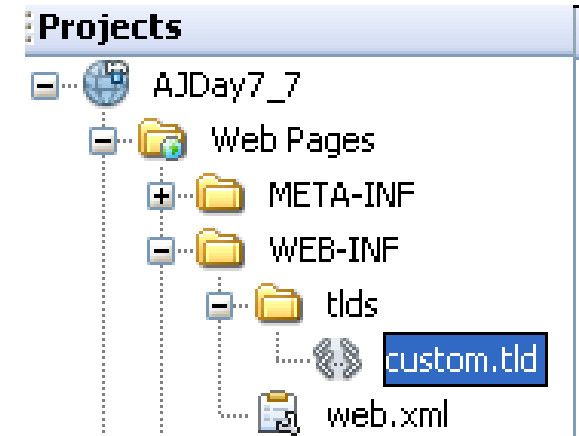 Projects
AJDay7_7
Web Pages
META-INF
WEB-INF
tlds
custom.tld
web.xml